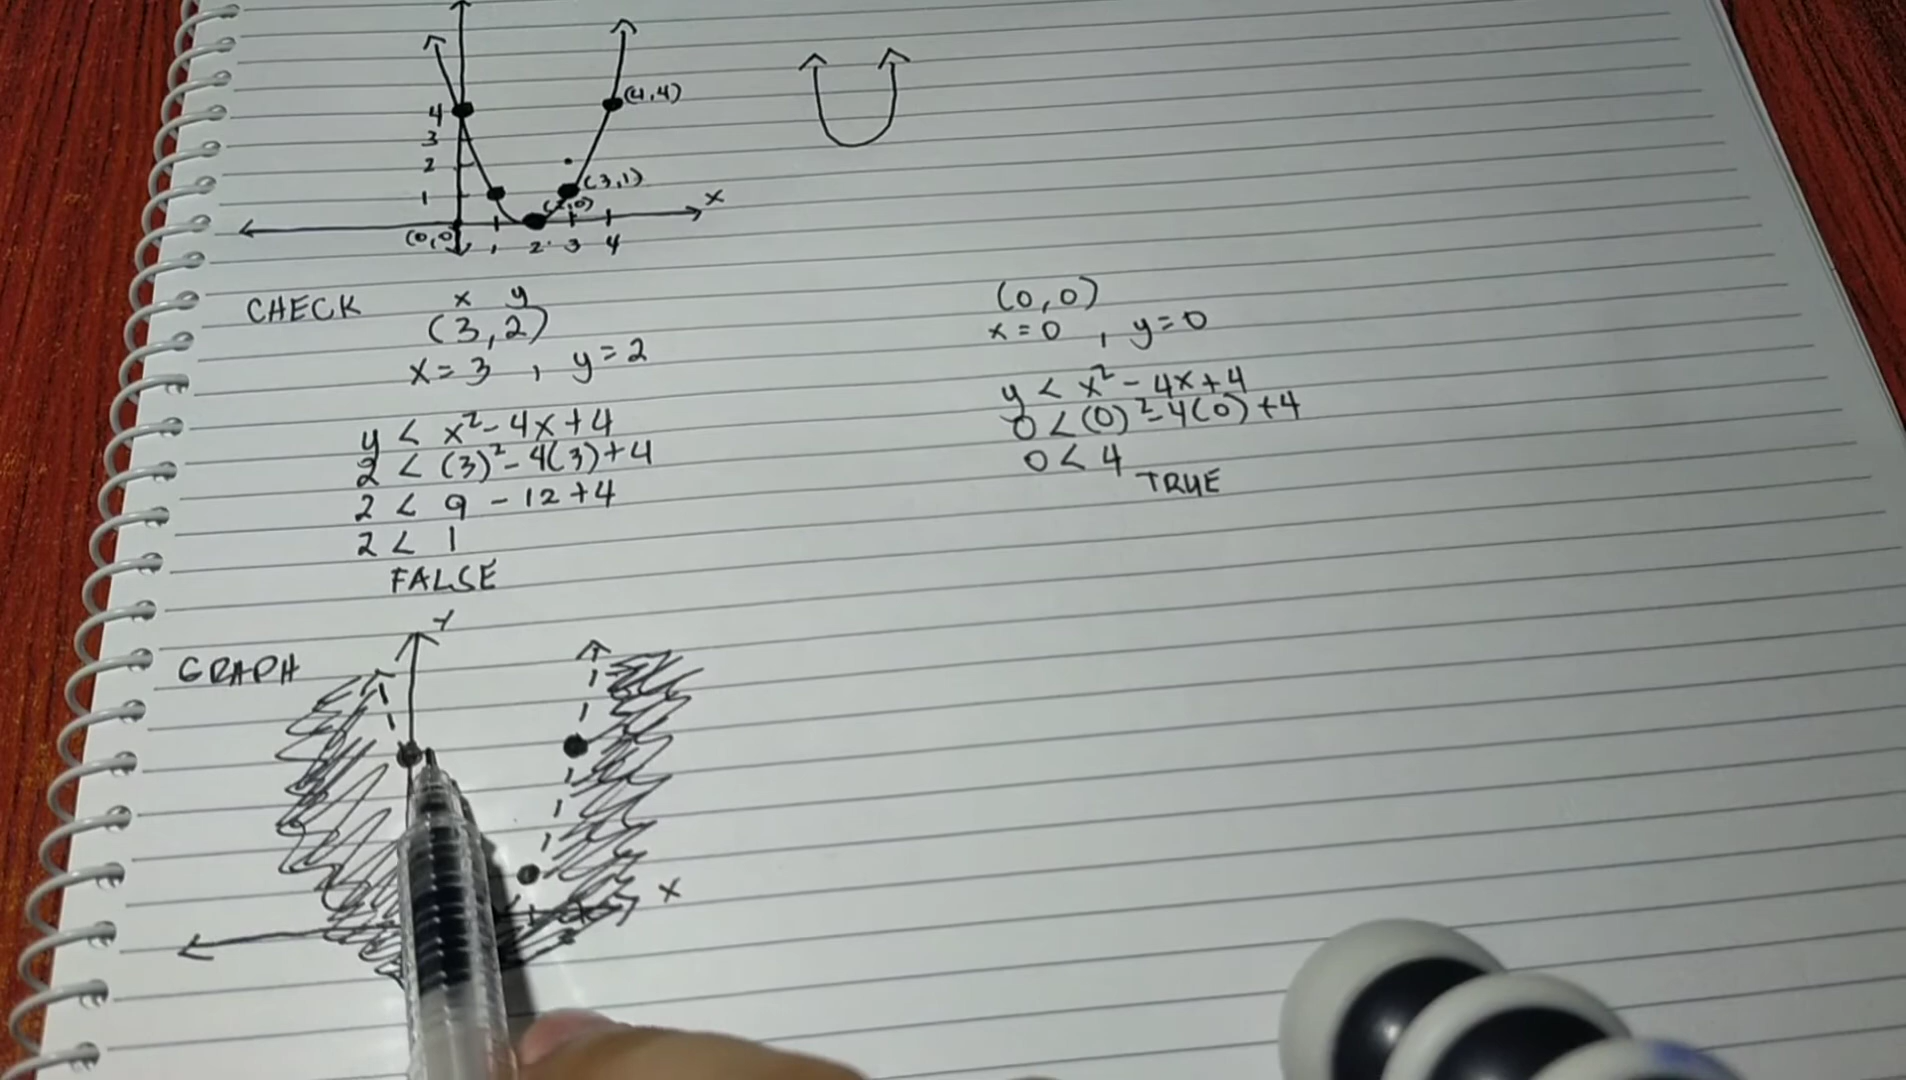 (4,4)
4
3
2
(3,1)
1
(2,0)
x
(0,0)
1 2 3 4
CHECK
x y
(3,2)
x=3 , y=2
y < x²-4x+4
2 < (3)²-4(3)+4
2 < 9-12+4
2 < 1
FALSE
(0,0)
x=0 , y=0
y < x²-4x+4
0<(0)²-4(0)+4
0<4
TRUE
GRAPH
Y
x